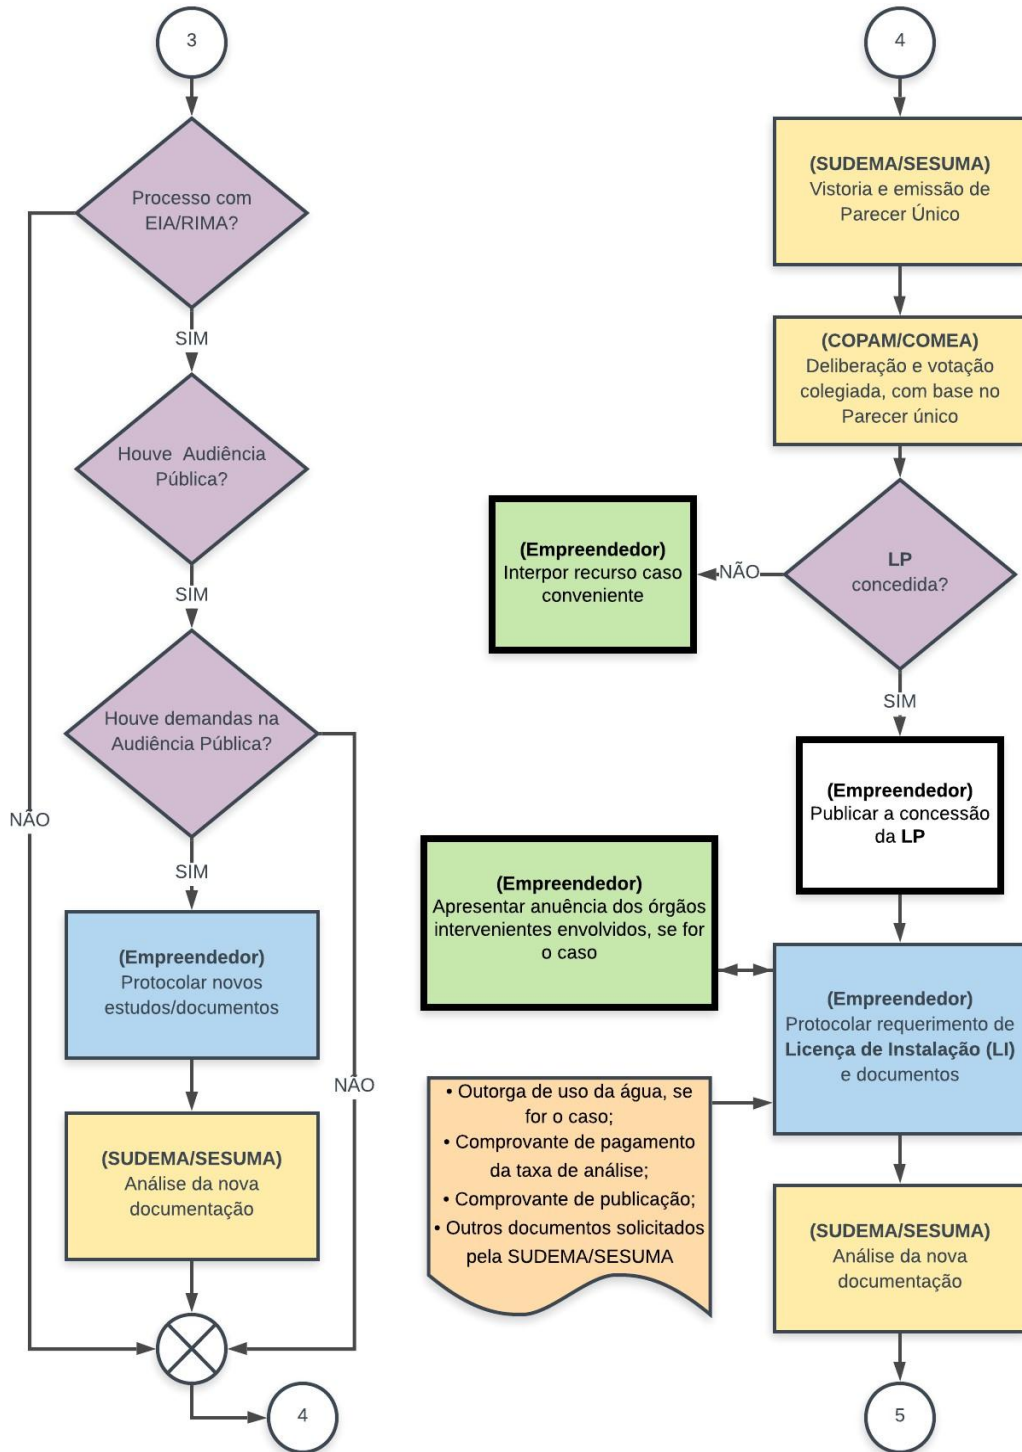 3
Processo com
EIA/RIMA?
SIM
Houve Audiência
Pública?
SIM
Houve demandas na
Audiência Pública?
NÃO
SIM
(Empreendedor)
Protocolar novos
estudos/documentos
NÃO
(SUDEMA/SESUMA)
Análise da nova
documentação
4
4
(SUDEMA/SESUMA)
Vistoria e emissão de
Parecer Único
(COPAM/COMEA)
Deliberação e votação
colegiada, com base no
Parecer único
LP
concedida?
NÃO
(Empreendedor)
Interpor recurso caso
conveniente
SIM
(Empreendedor)
Publicar a concessão
da LP
(Empreendedor)
Apresentar anuência dos órgãos
intervenientes envolvidos, se for
o caso
(Empreendedor)
Protocolar requerimento de
Licença de Instalação (LI)
e documentos
• Outorga de uso da água, se
for o caso;
• Comprovante de pagamento
da taxa de análise;
• Comprovante de publicação;
• Outros documentos solicitados
pela SUDEMA/SESUMA
(SUDEMA/SESUMA)
Análise da nova
documentação
5